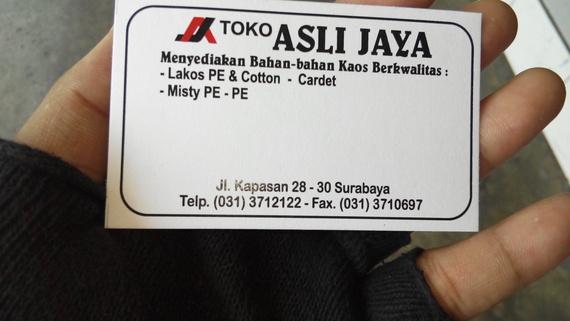 TOKO ASLI JAYA
Menyediakan Bahan-bahan Kaos Berkwalitas :
- Lakos PE & Cotton - Cardet
- Misty PE - PE
Jl. Kapasan 28 - 30 Surabaya
Telp. (031) 3712122 - Fax. (031) 3710697